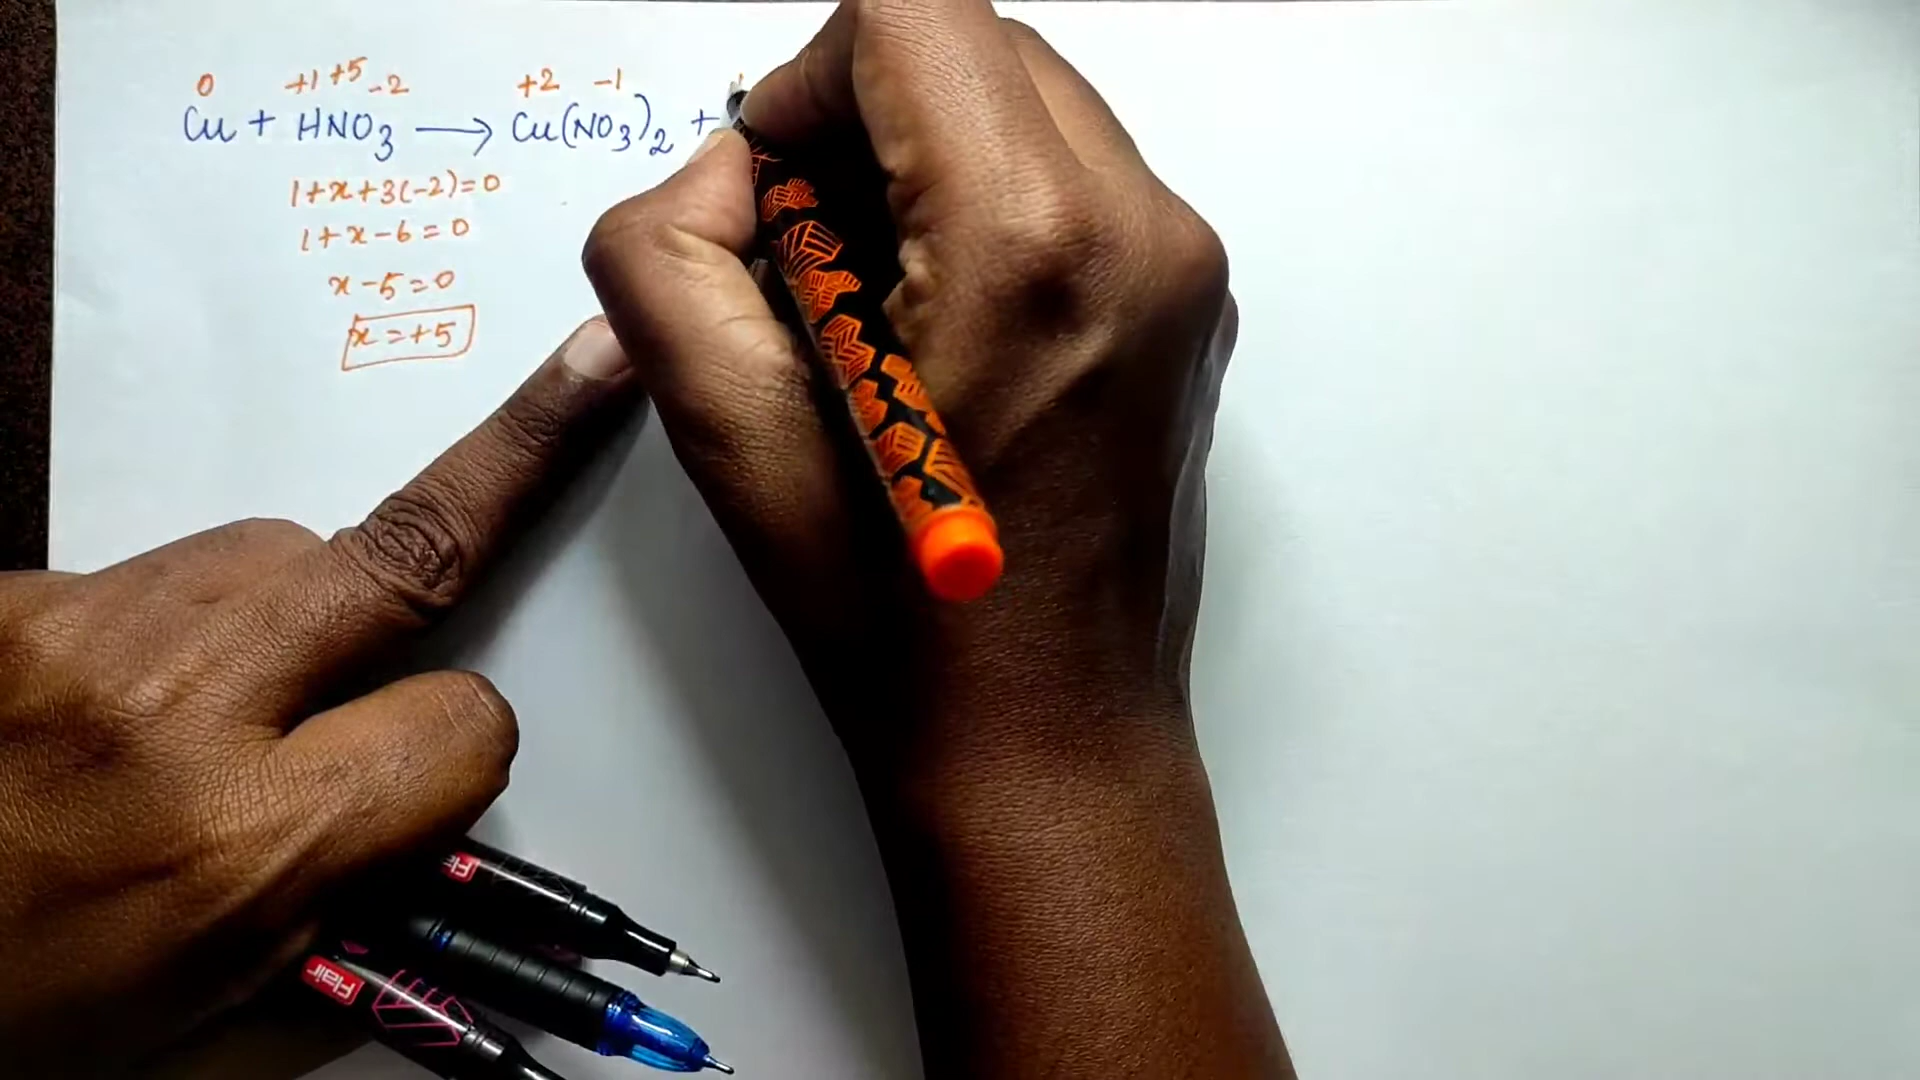 0 +1 +5 -2 +2 -1
Cu + HNO3 ⟶ Cu(NO3)2 +
1+x+3(-2)=0
1+x-6=0
x-5=0
x=+5
Flair
Flair